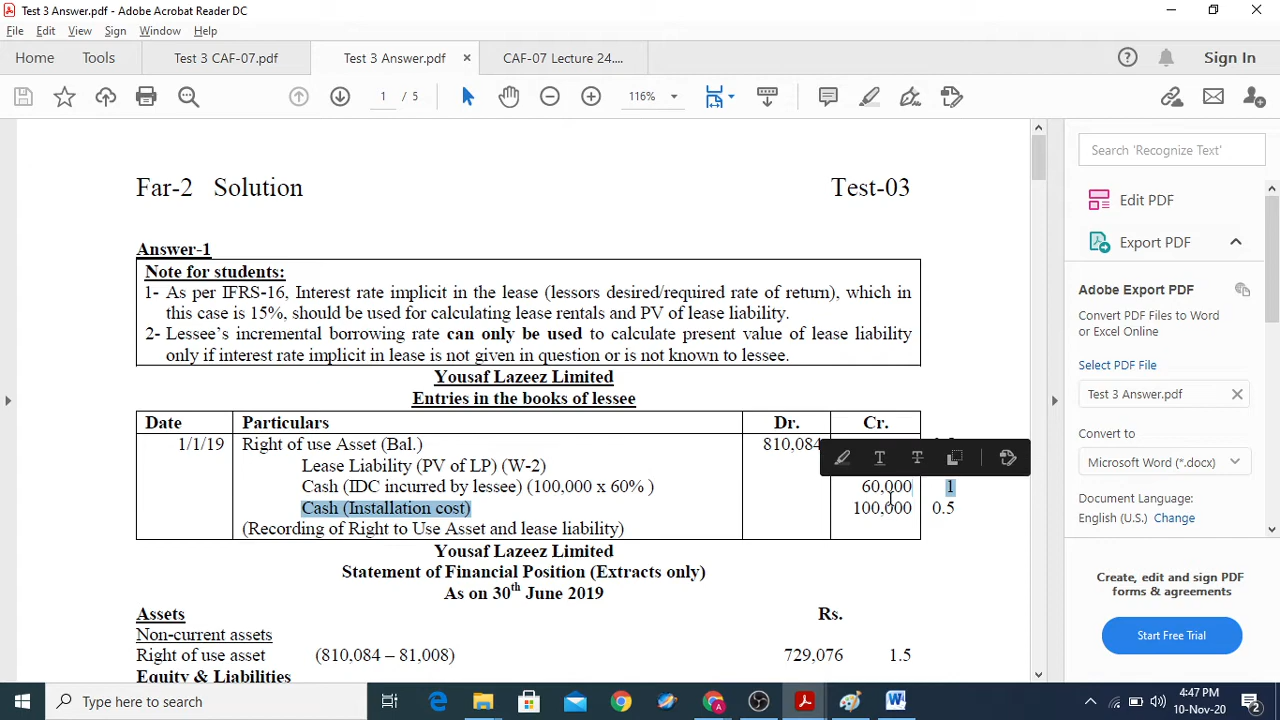 Test 3 Answer.pdf - Adobe Acrobat Reader DC
File Edit View Sign Window Help
Home Tools Test 3 CAF-07.pdf Test 3 Answer.pdf × CAF-07 Lecture 24.... Sign In
1 / 5 116%
Far-2 Solution Test-03
Answer-1
Note for students:
1- As per IFRS-16, Interest rate implicit in the lease (lessors desired/required rate of return), which in
this case is 15%, should be used for calculating lease rentals and PV of lease liability.
2- Lessee's incremental borrowing rate can only be used to calculate present value of lease liability
only if interest rate implicit in lease is not given in question or is not known to lessee.
Yousaf Lazeez Limited
Entries in the books of lessee
Date Particulars Dr. Cr.
1/1/19 Right of use Asset (Bal.) 810,084
Lease Liability (PV of LP) (W-2)
Cash (IDC incurred by lessee) (100,000 x 60% ) 60,000 1
Cash (Installation cost) 100,000 0.5
(Recording of Right to Use Asset and lease liability)
Yousaf Lazeez Limited
Statement of Financial Position (Extracts only)
As on 30th June 2019
Assets Rs.
Non-current assets
Right of use asset (810,084 – 81,008) 729,076 1.5
Equity & Liabilities
Search 'Recognize Text'
Edit PDF
Export PDF
Adobe Export PDF
Convert PDF Files to Word
or Excel Online
Select PDF File
Test 3 Answer.pdf ×
Convert to
Microsoft Word (*.docx)
Document Language:
English (U.S.) Change
Create, edit and sign PDF
forms & agreements
Start Free Trial
Type here to search
4:47 PM
10-Nov-20
2